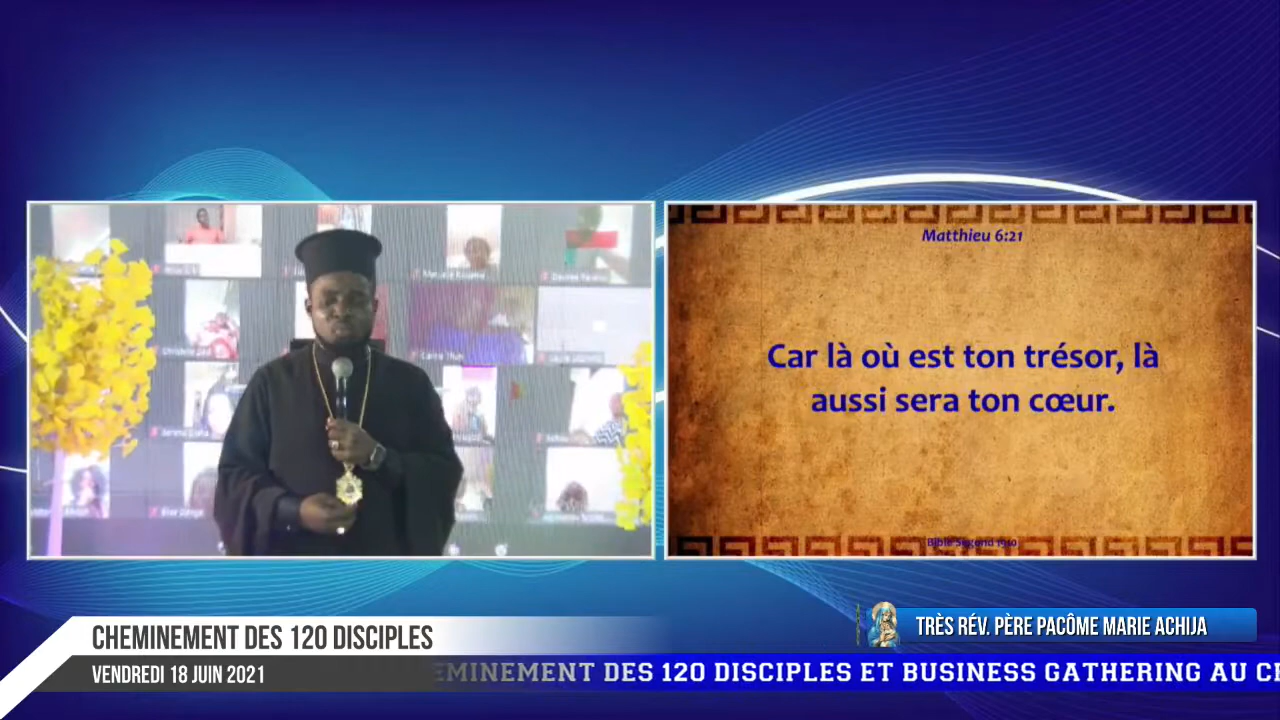 Matthieu 6:21
Car là où est ton trésor, là
aussi sera ton cœur.
Bible Segond 1910
CHEMINEMENT DES 120 DISCIPLES
VENDREDI 18 JUIN 2021
TRÈS RÉV. PÈRE PACÔME MARIE ACHIJA
EMINEMENT DES 120 DISCIPLES ET BUSINESS GATHERING AU CE